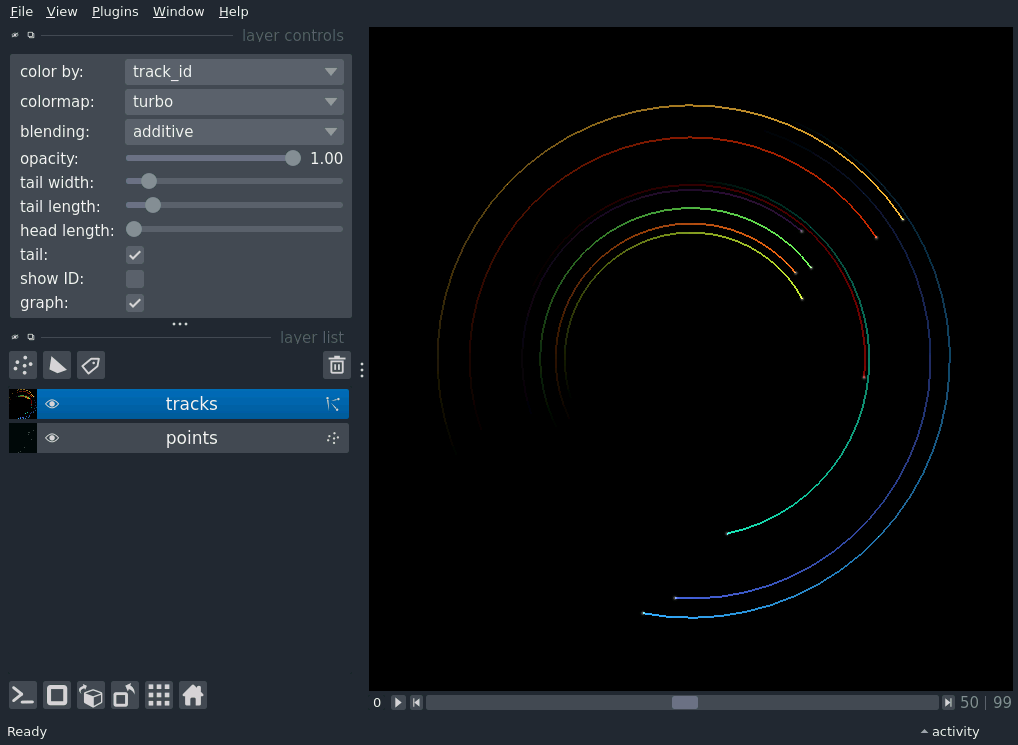 File View Plugins Window Help
layer controls
color by: track_id
colormap: turbo
blending: additive
opacity: 1.00
tail width:
tail length:
head length:
tail:
show ID:
graph:
layer list
tracks
points
0 50 | 99
Ready activity